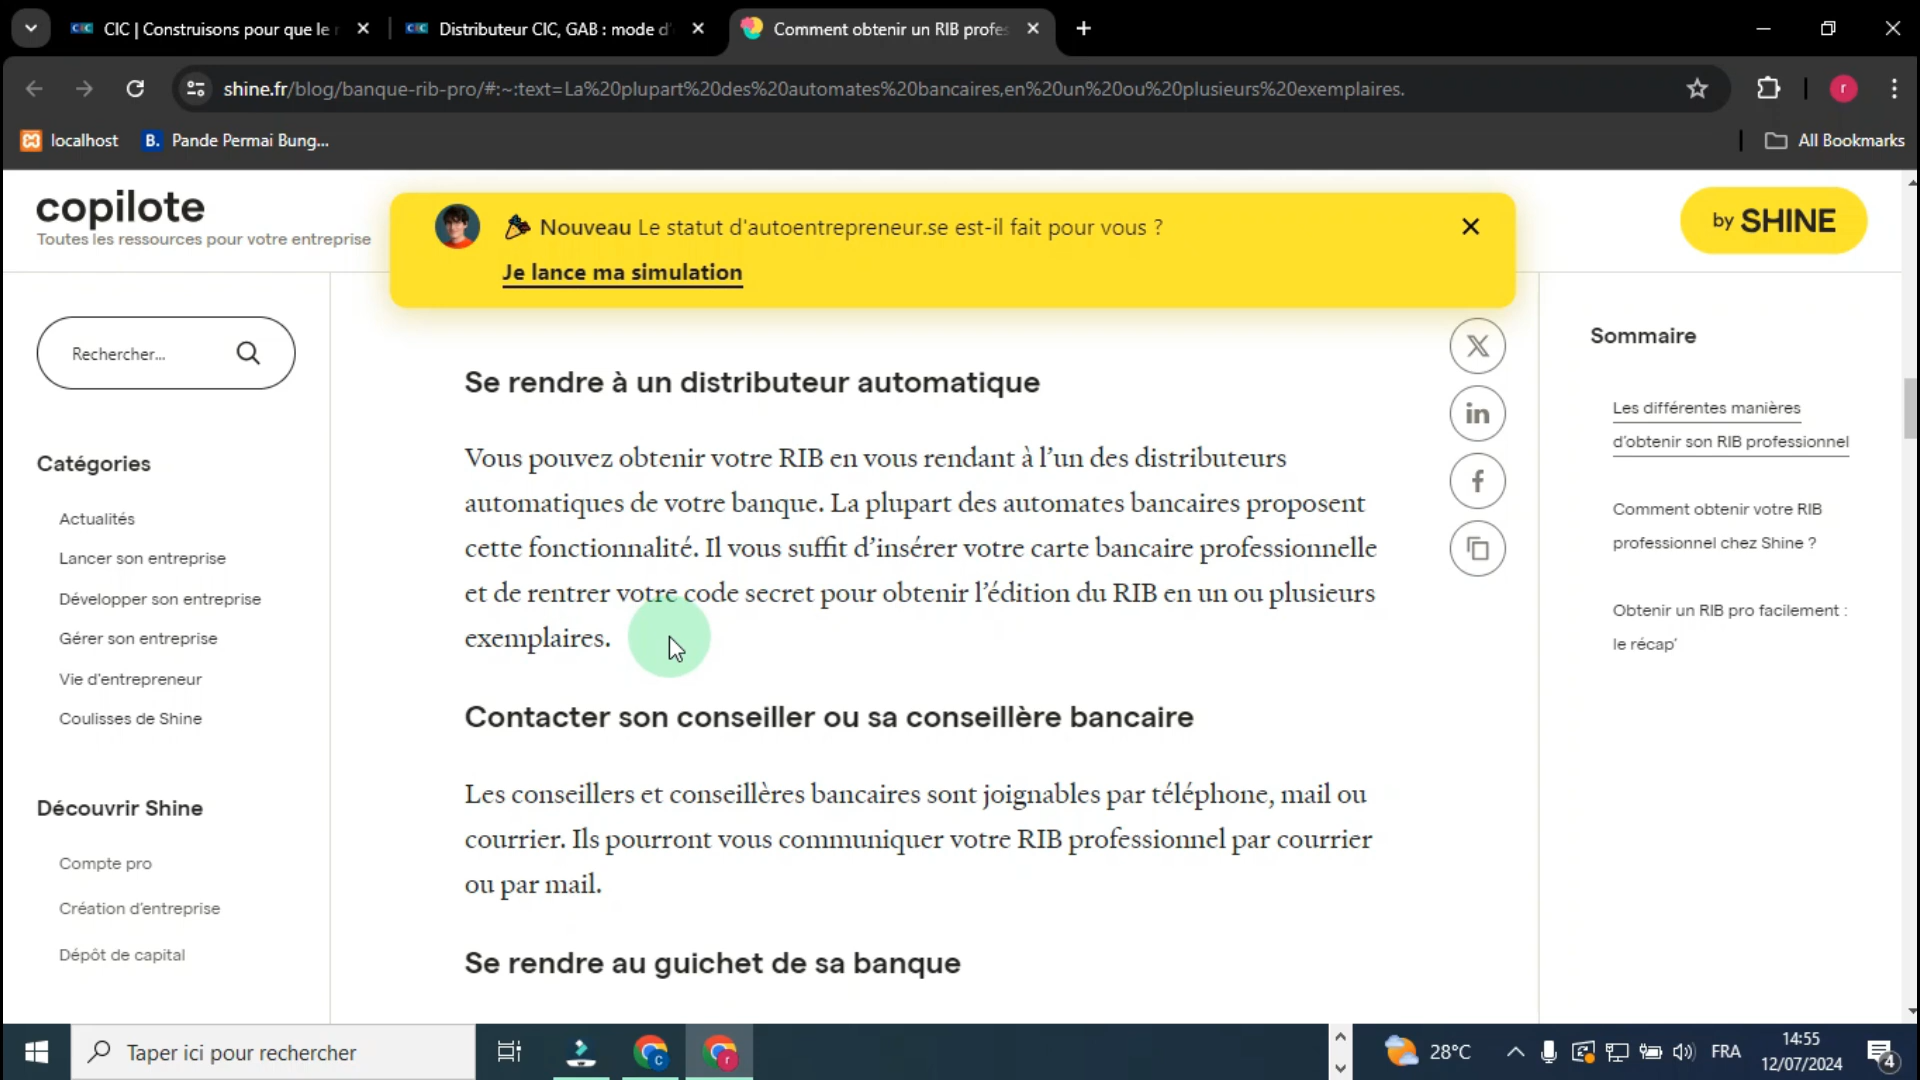 CIC | Construisons pour que le
Distributeur CIC, GAB : mode d'
Comment obtenir un RIB profes
shine.fr/blog/banque-rib-pro/#:~:text=La%20plupart%20des%20automates%20bancaires,en%20un%20ou%20plusieurs%20exemplaires.
r
localhost
B. Pande Permai Bung...
All Bookmarks
copilote
Toutes les ressources pour votre entreprise
Nouveau Le statut d'autoentrepreneur.se est-il fait pour vous ?
Je lance ma simulation
by SHINE
Rechercher...
Catégories
Actualités
Lancer son entreprise
Développer son entreprise
Gérer son entreprise
Vie d'entrepreneur
Coulisses de Shine
Découvrir Shine
Compte pro
Création d'entreprise
Dépôt de capital
Se rendre à un distributeur automatique
Vous pouvez obtenir votre RIB en vous rendant à l'un des distributeurs
automatiques de votre banque. La plupart des automates bancaires proposent
cette fonctionnalité. Il vous suffit d'insérer votre carte bancaire professionnelle
et de rentrer votre code secret pour obtenir l'édition du RIB en un ou plusieurs
exemplaires.
Contacter son conseiller ou sa conseillère bancaire
Les conseillers et conseillères bancaires sont joignables par téléphone, mail ou
courrier. Ils pourront vous communiquer votre RIB professionnel par courrier
ou par mail.
Se rendre au guichet de sa banque
Sommaire
Les différentes manières
d'obtenir son RIB professionnel
Comment obtenir votre RIB
professionnel chez Shine ?
Obtenir un RIB pro facilement :
le récap'
Taper ici pour rechercher
28°C
FRA
14:55
12/07/2024
4